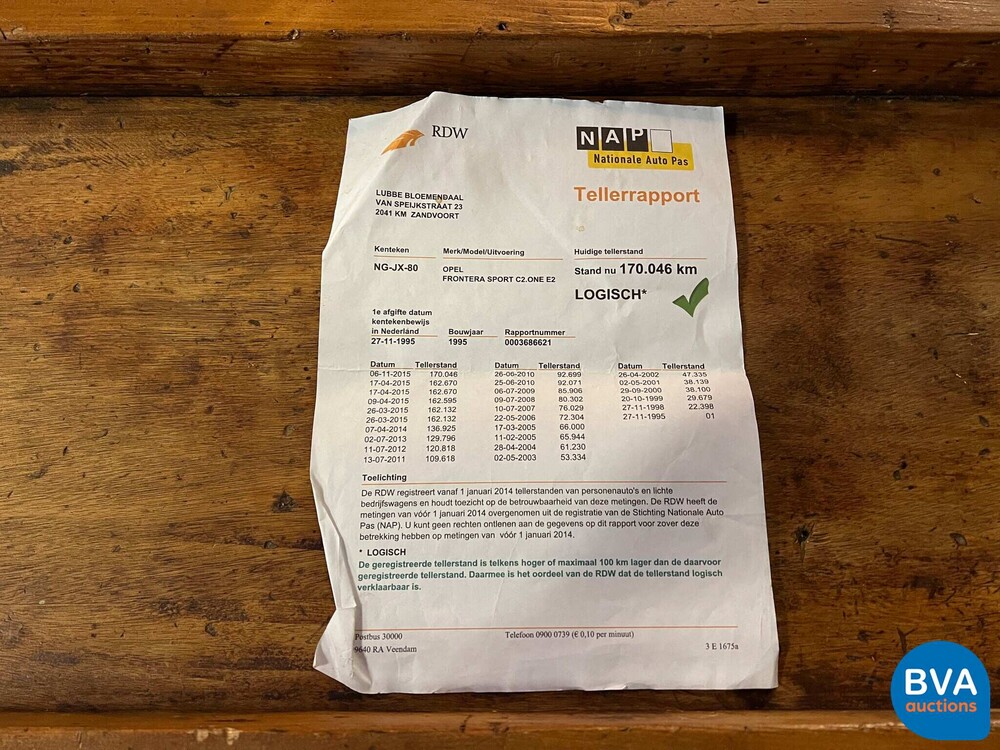 RDW
NAP
Nationale Auto Pas
Tellerrapport
LUBBE BLOEMENDAAL
VAN SPEIJKSTRAAT 23
2041 KM ZANDVOORT
Kenteken Merk/Model/Uitvoering Huidige tellerstand
NG-JX-80 OPEL Stand nu 170.046 km
FRONTERA SPORT C2.ONE E2
LOGISCH*
1e afgifte datum
kentekenbewijs
in Nederland Bouwjaar Rapportnummer
27-11-1995 1995 0003686621
Datum Tellerstand Datum Tellerstand Datum Tellerstand
06-11-2015 170.046 26-06-2010 92.699 26-04-2002 47.335
17-04-2015 162.670 25-06-2010 92.071 02-05-2001 38.139
17-04-2015 162.670 06-07-2009 85.906 29-09-2000 38.100
09-04-2015 162.595 09-07-2008 80.302 20-10-1999 29.679
26-03-2015 162.132 10-07-2007 76.029 27-11-1998 22.398
26-03-2015 162.132 22-05-2006 72.304 27-11-1995 01
07-04-2014 136.925 17-03-2005 66.000
02-07-2013 129.796 11-02-2005 65.944
11-07-2012 120.818 28-04-2004 61.230
13-07-2011 109.618 02-05-2003 53.334
Toelichting
De RDW registreert vanaf 1 januari 2014 tellerstanden van personenauto's en lichte
bedrijfswagens en houdt toezicht op de betrouwbaarheid van deze metingen. De RDW heeft de
metingen van vóór 1 januari 2014 overgenomen uit de registratie van de Stichting Nationale Auto
Pas (NAP). U kunt geen rechten ontlenen aan de gegevens op dit rapport voor zover deze
betrekking hebben op metingen van vóór 1 januari 2014.
* LOGISCH
De geregistreerde tellerstand is telkens hoger of maximaal 100 km lager dan de daarvoor
geregistreerde tellerstand. Daarmee is het oordeel van de RDW dat de tellerstand logisch
verklaarbaar is.
Postbus 30000 Telefoon 0900 0739 (€ 0,10 per minuut)
9640 RA Veendam 3 E 1675a
BVA
auctions